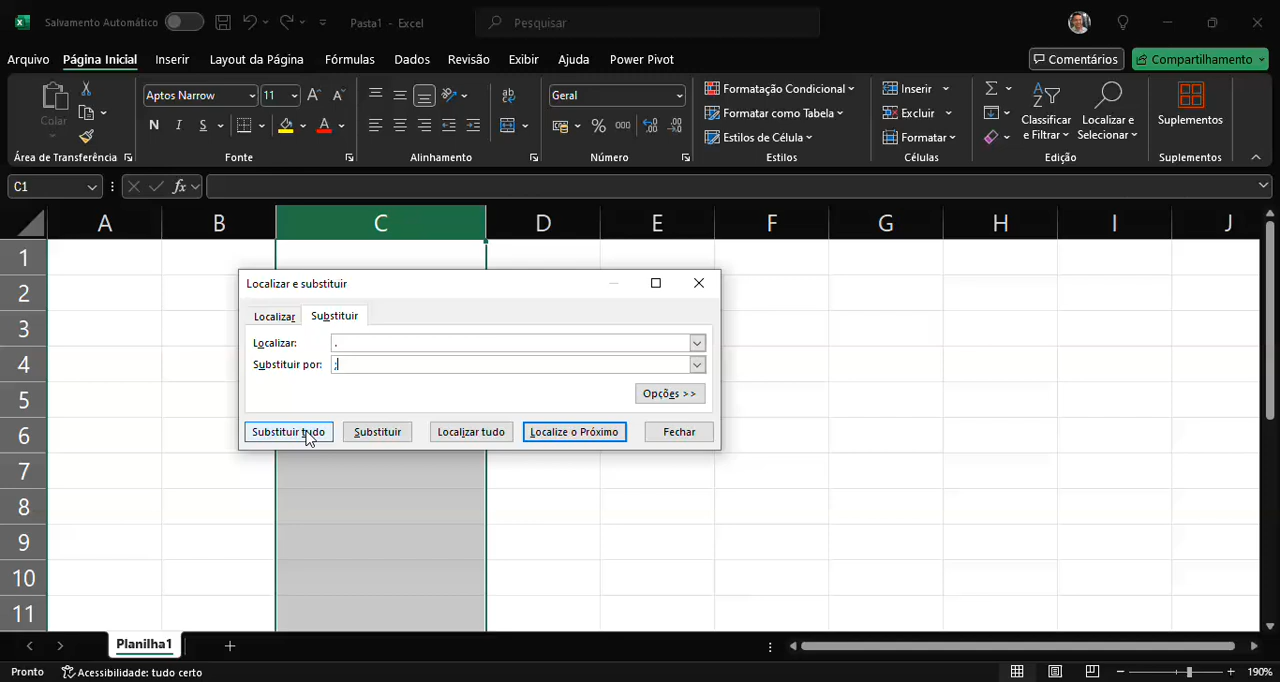 Salvamento Automático
Pasta1 - Excel
Pesquisar
Arquivo Página Inicial Inserir Layout da Página Fórmulas Dados Revisão Exibir Ajuda Power Pivot
Comentários Compartilhamento
Colar
Área de Transferência
Aptos Narrow 11
N I S A
Fonte
Alinhamento
Geral
% 000
Número
Formatação Condicional
Formatar como Tabela
Estilos de Célula
Estilos
Inserir
Excluir
Formatar
Células
Classificar
e Filtrar
Localizar e
Selecionar
Edição
Suplementos
Suplementos
C1
fx
A B C D E F G H I J
1
2
3
4
5
6
7
8
9
10
11
Localizar e substituir
Localizar Substituir
Localizar: .
Substituir por: ;
Opções >>
Substituir tudo Substituir Localizar tudo Localize o Próximo Fechar
Planilha1
Pronto Acessibilidade: tudo certo 190%